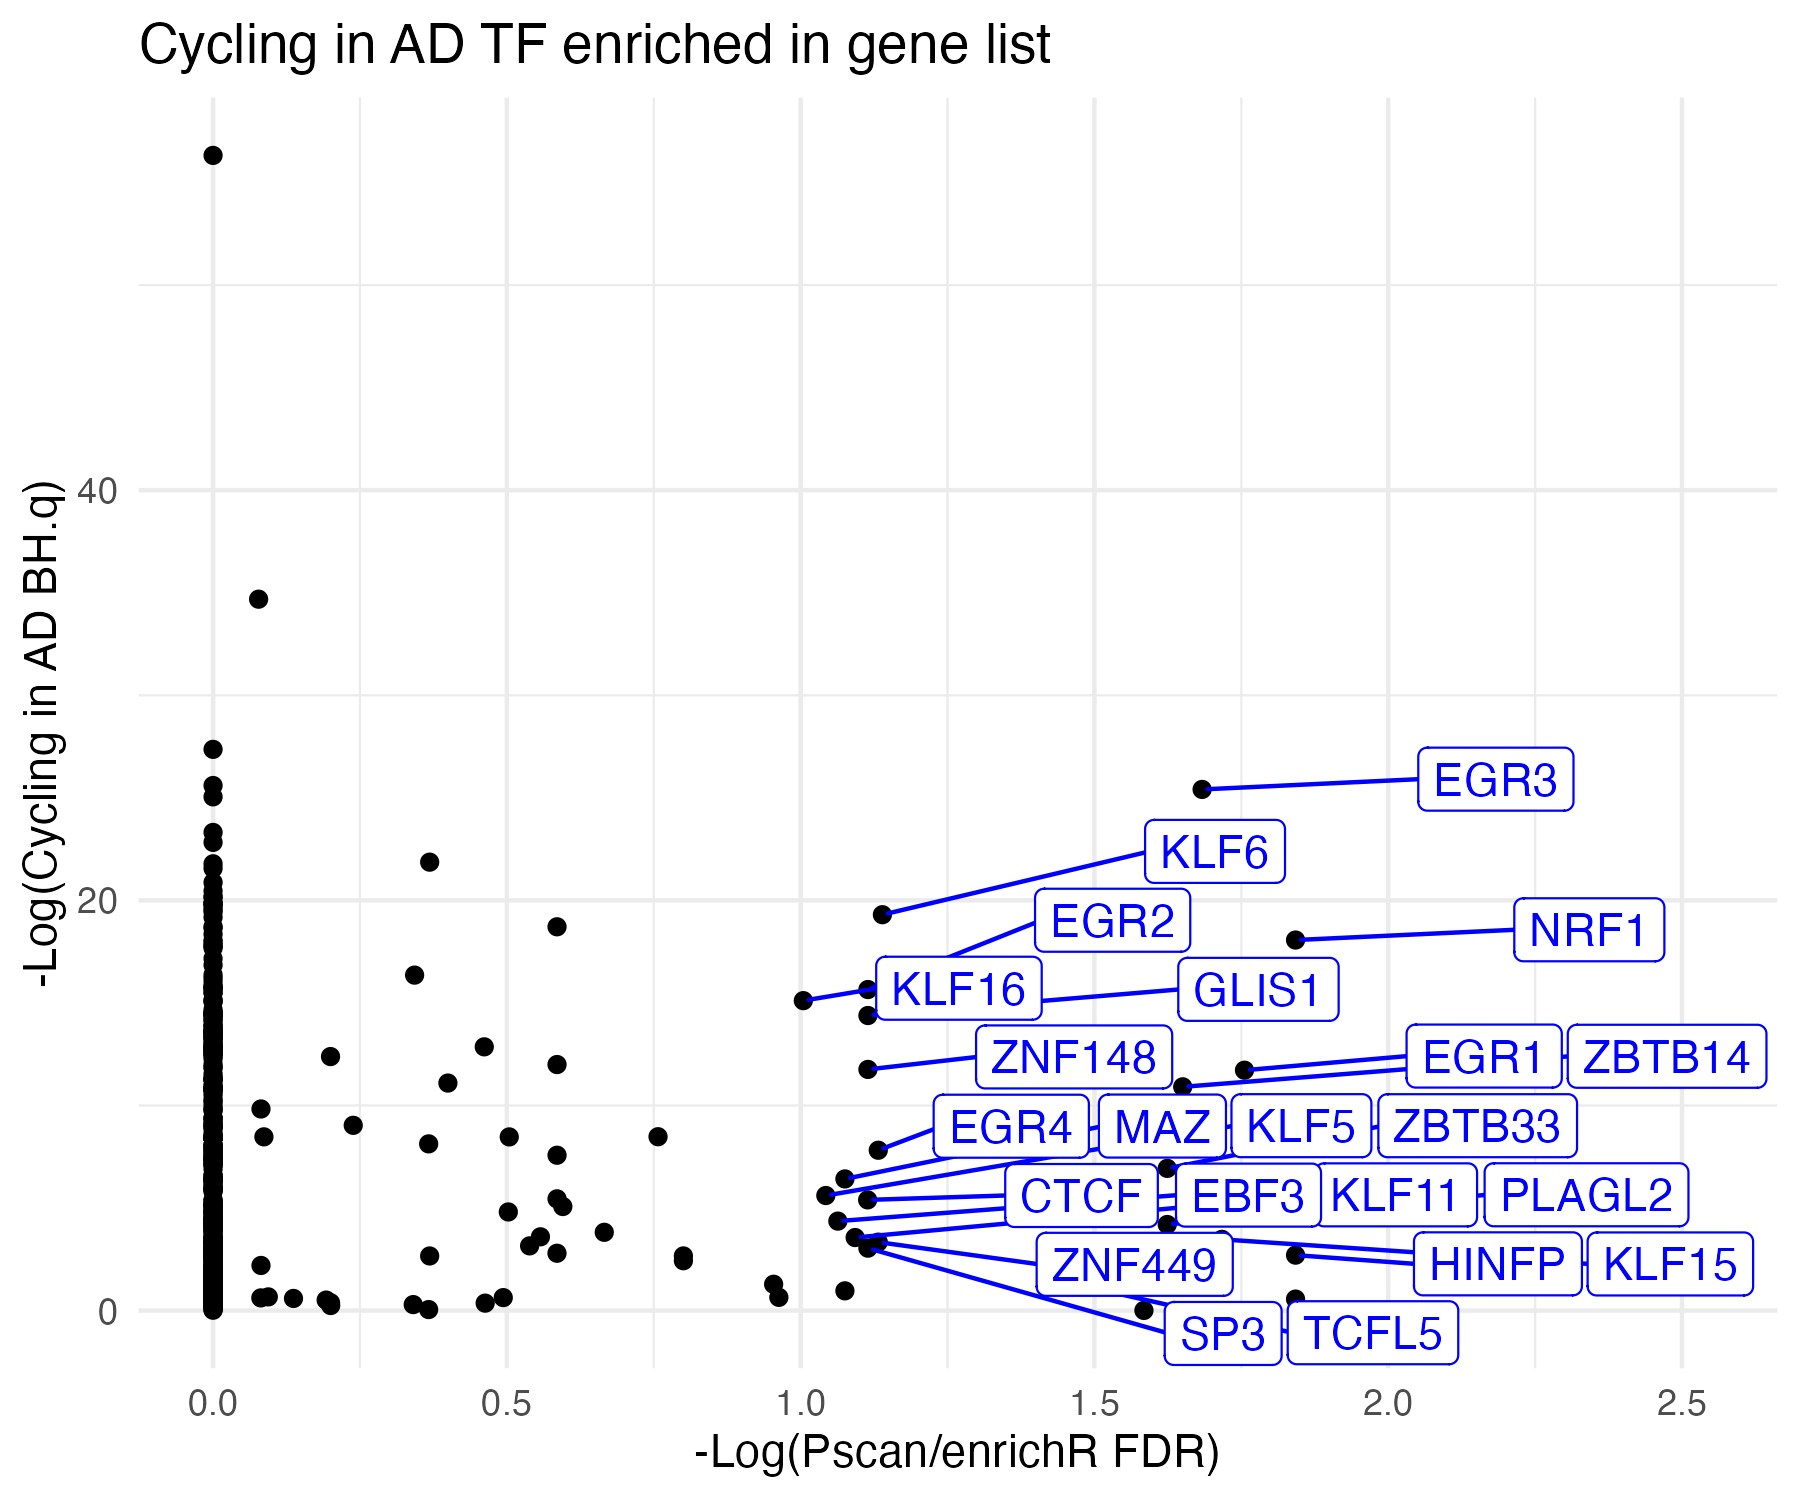 Cycling in AD TF enriched in gene list
-Log(Cycling in AD BH.q)
40
20
0
EGR3
KLF6
EGR2
NRF1
KLF16
GLIS1
ZNF148
EGR1
ZBTB14
EGR4
MAZ
KLF5
ZBTB33
CTCF
EBF3
KLF11
PLAGL2
ZNF449
HINFP
KLF15
SP3
TCFL5
0.0 0.5 1.0 1.5 2.0 2.5
-Log(Pscan/enrichR FDR)